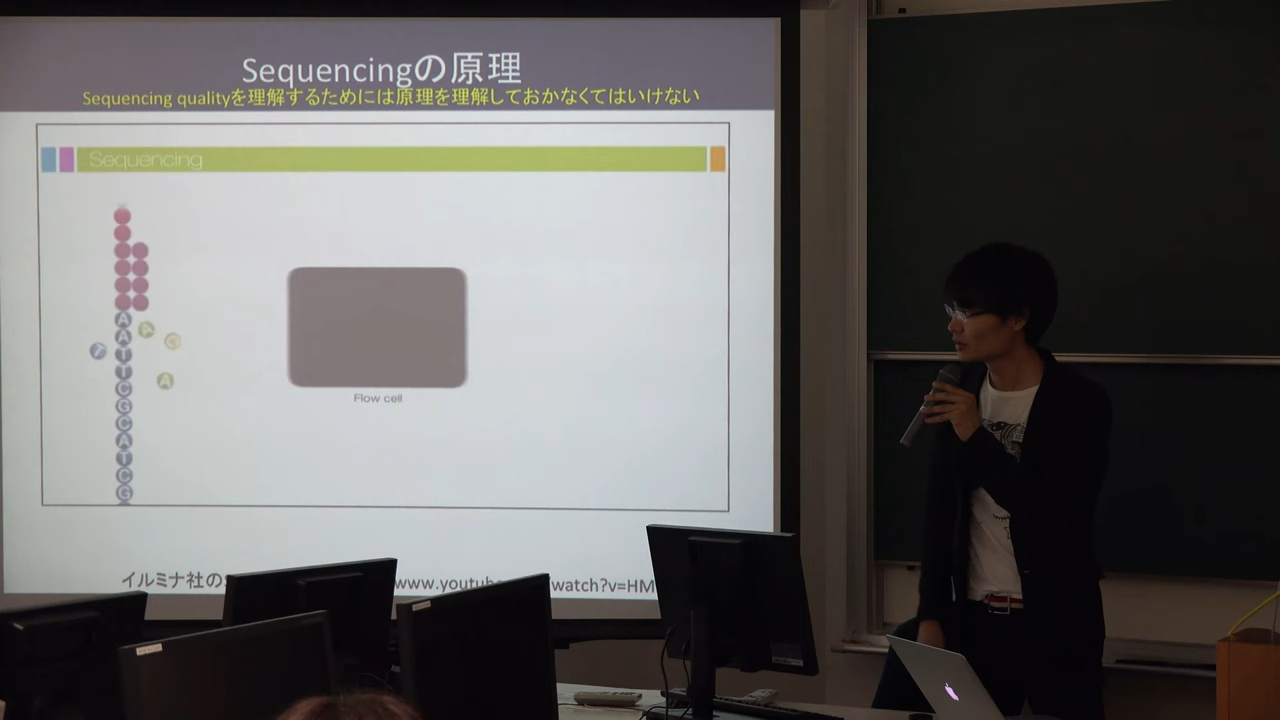 Sequencingの原理
Sequencing qualityを理解するためには原理を理解しておかなくてはいけない
Sequencing
A
A
T
T
C
G
C
A
T
C
G
T
A
G
A
Flow cell
イルミナ社の
www.youtub
watch?v=HM